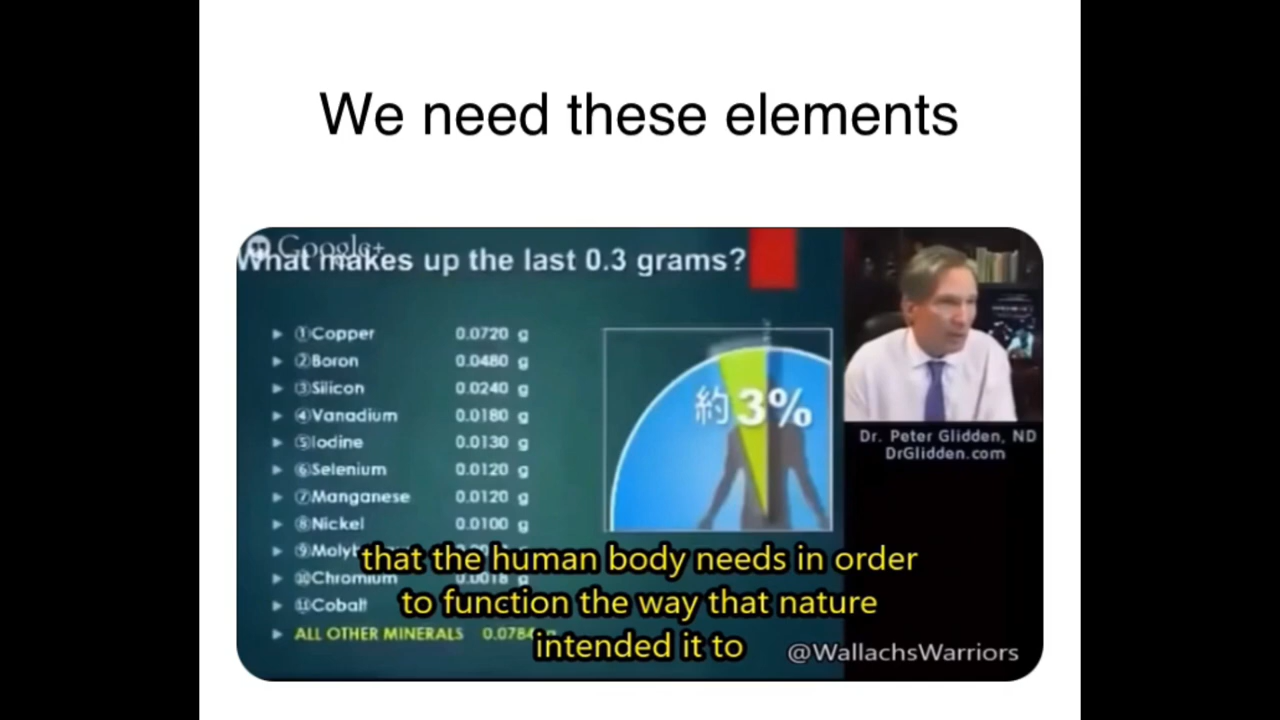 We need these elements
Google+
What makes up the last 0.3 grams?
①Copper 0.0720 g
②Boron 0.0480 g
③Silicon 0.0240 g
④Vanadium 0.0180 g
⑤Iodine 0.0130 g
⑥Selenium 0.0120 g
⑦Manganese 0.0120 g
⑧Nickel 0.0100 g
⑩Chromium 0.0018 g
⑪Cobalt
ALL OTHER MINERALS
約3%
Dr. Peter Glidden, ND
DrGlidden.com
that the human body needs in order
to function the way that nature
intended it to
@WallachsWarriors